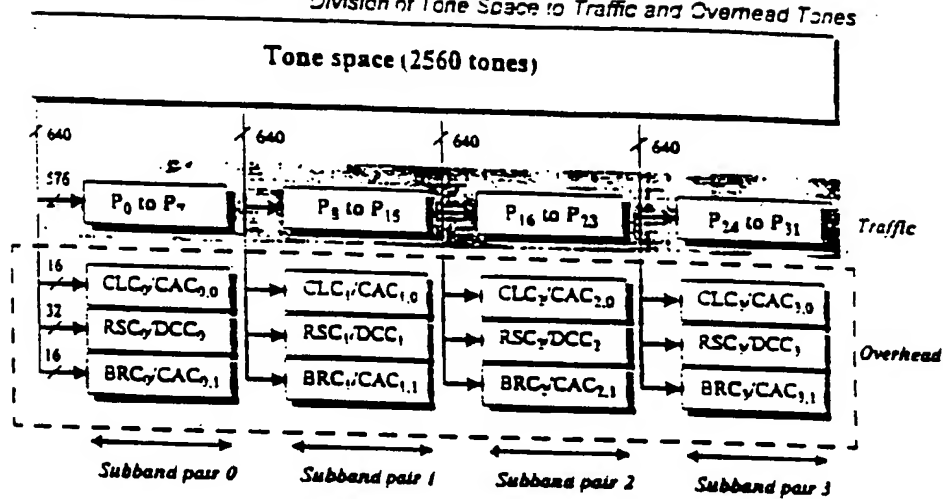 Division of Tone Space to Traffic and Overhead Tones
Tone space (2560 tones)
640 640 640 640
576
P0 to P7 P8 to P15 P16 to P23 P24 to P31
Traffic
16 CLC0/CAC0,0 CLC1/CAC1,0 CLC2/CAC2,0 CLC3/CAC3,0
32 RSC0/DCC0 RSC1/DCC1 RSC2/DCC2 RSC3/DCC3
Overhead
16 BRC0/CAC0,1 BRC1/CAC1,1 BRC2/CAC2,1 BRC3/CAC3,1
Subband pair 0 Subband pair 1 Subband pair 2 Subband pair 3